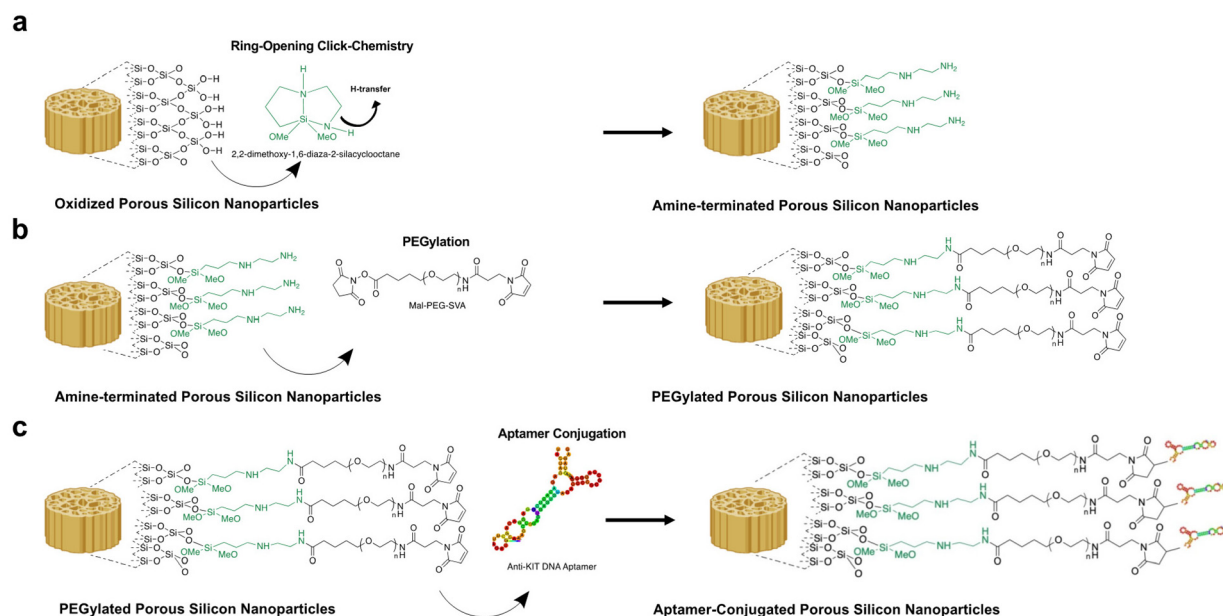 a
Ring-Opening Click-Chemistry
H-transfer
2,2-dimethoxy-1,6-diaza-2-silacyclooctane
Oxidized Porous Silicon Nanoparticles
Amine-terminated Porous Silicon Nanoparticles
b
PEGylation
Mal-PEG-SVA
Amine-terminated Porous Silicon Nanoparticles
PEGylated Porous Silicon Nanoparticles
c
Aptamer Conjugation
Anti-KIT DNA Aptamer
PEGylated Porous Silicon Nanoparticles
Aptamer-Conjugated Porous Silicon Nanoparticles